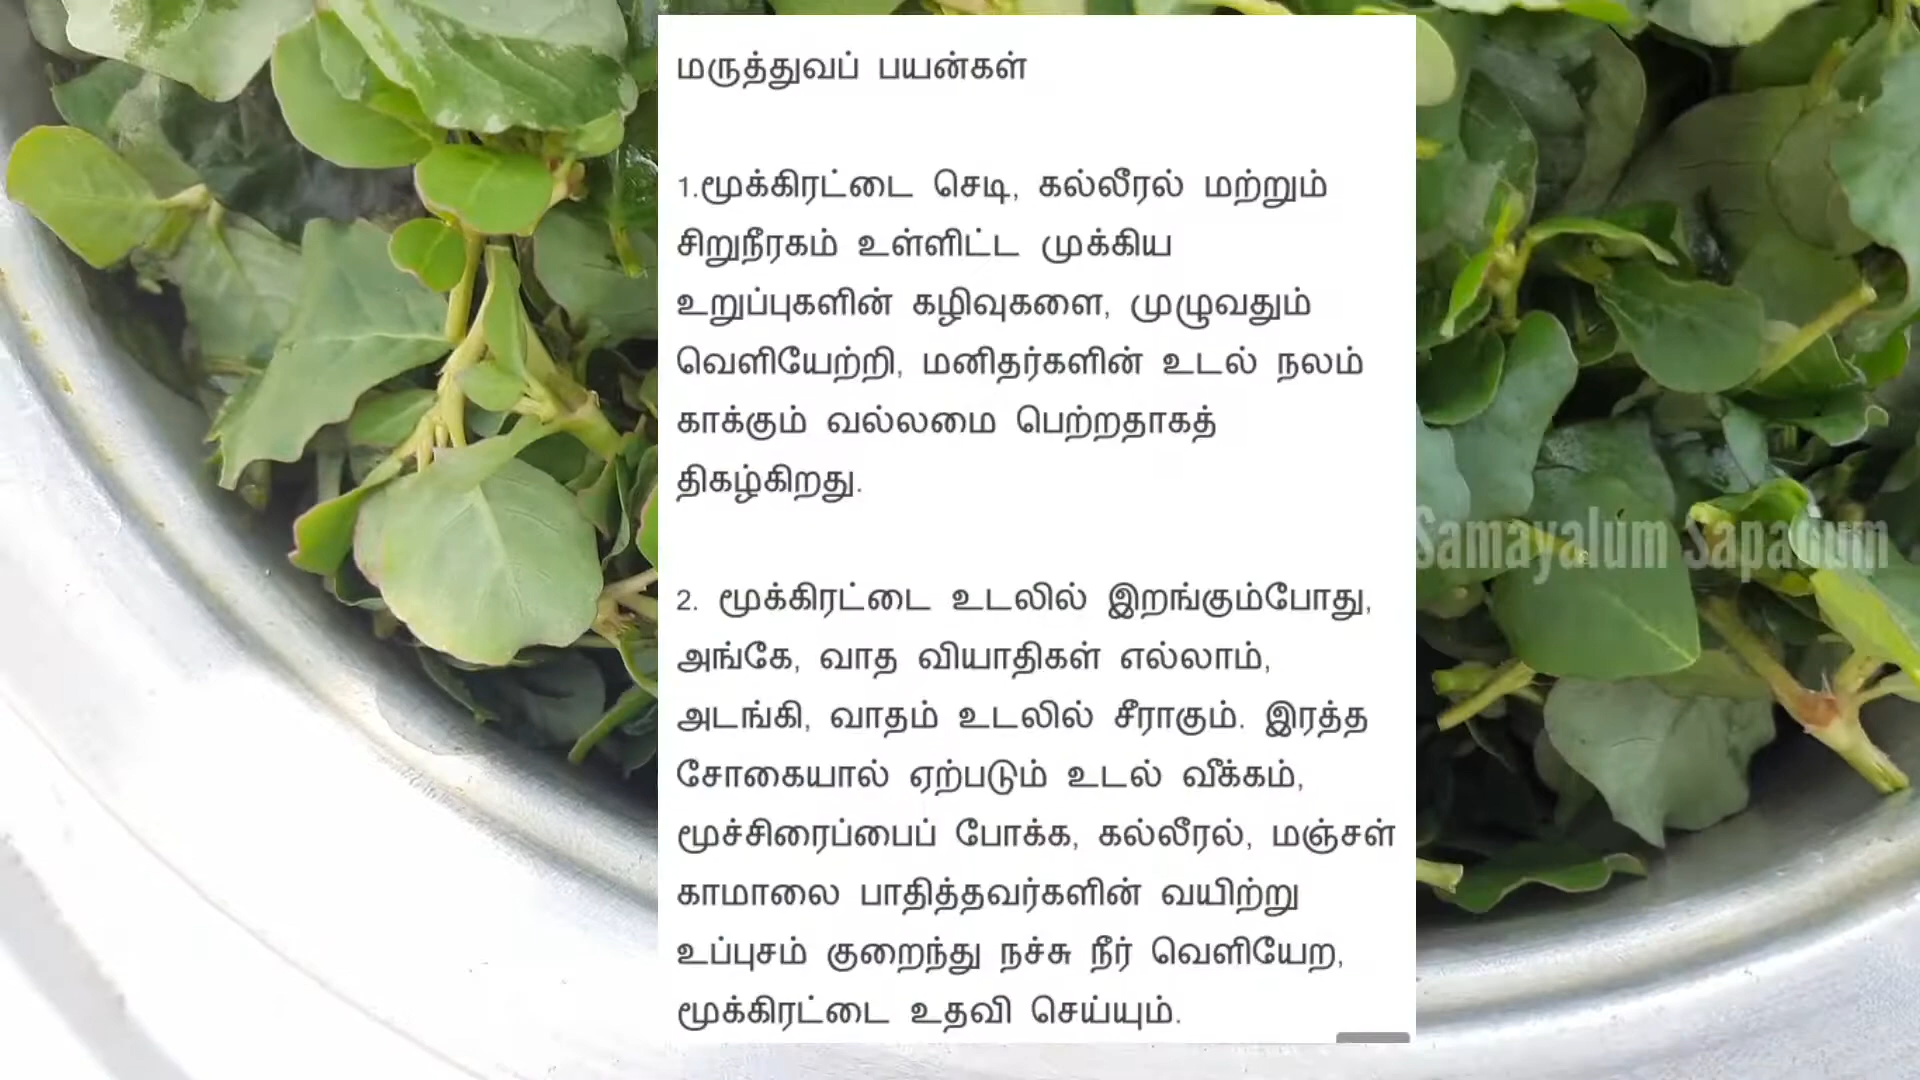 மருத்துவப் பயன்கள்
1.மூக்கிரட்டை செடி, கல்லீரல் மற்றும்
சிறுநீரகம் உள்ளிட்ட முக்கிய
உறுப்புகளின் கழிவுகளை, முழுவதும்
வெளியேற்றி, மனிதர்களின் உடல் நலம்
காக்கும் வல்லமை பெற்றதாகத்
திகழ்கிறது.
2. மூக்கிரட்டை உடலில் இறங்கும்போது,
அங்கே, வாத வியாதிகள் எல்லாம்,
அடங்கி, வாதம் உடலில் சீராகும். இரத்த
சோகையால் ஏற்படும் உடல் வீக்கம்,
மூச்சிரைப்பைப் போக்க, கல்லீரல், மஞ்சள்
காமாலை பாதித்தவர்களின் வயிற்று
உப்புசம் குறைந்து நச்சு நீர் வெளியேற,
மூக்கிரட்டை உதவி செய்யும்.
Samayalum Sapadum